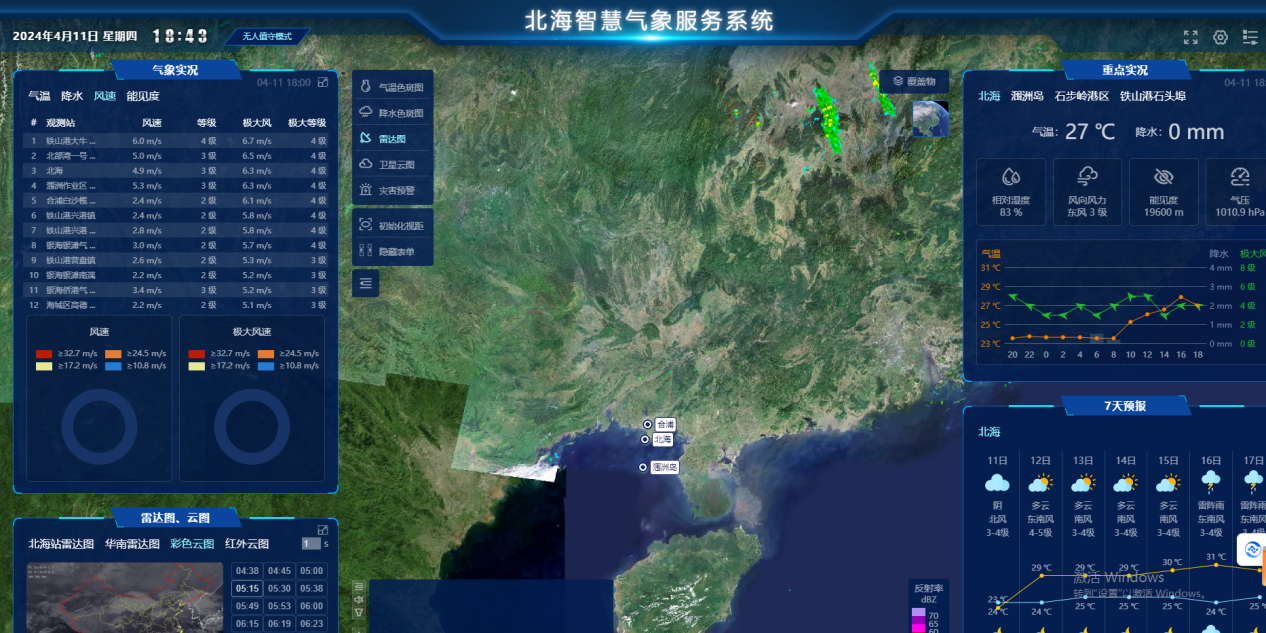 北海智慧气象服务系统
2024年4月11日 星期四 18:43 无人值守模式
气象实况
04-11 18:00
气温 降水 风速 能见度
# 观测站 风速 等级 极大风 极大等级
1 铁山港大牛... 6.0 m/s 4 级 6.7 m/s 4 级
2 北部湾一号... 5.0 m/s 3 级 6.5 m/s 4 级
3 北海 4.9 m/s 3 级 6.3 m/s 4 级
4 涠洲作业区... 5.3 m/s 3 级 6.3 m/s 4 级
5 合浦白沙榄... 2.4 m/s 2 级 6.1 m/s 4 级
6 铁山港兴港镇 2.4 m/s 2 级 5.8 m/s 4 级
7 铁山港兴港... 2.8 m/s 2 级 5.8 m/s 4 级
8 银海银滩气... 3.0 m/s 2 级 5.7 m/s 4 级
9 铁山港营盘镇 2.6 m/s 2 级 5.3 m/s 3 级
10 银海银滩南澫 2.2 m/s 2 级 5.2 m/s 3 级
11 银海侨港气... 3.4 m/s 3 级 5.2 m/s 3 级
12 海城区高德... 2.2 m/s 2 级 5.1 m/s 3 级
风速
≥32.7 m/s ≥24.5 m/s
≥17.2 m/s ≥10.8 m/s
极大风速
≥32.7 m/s ≥24.5 m/s
≥17.2 m/s ≥10.8 m/s
雷达图、云图
北海站雷达图 华南雷达图 彩色云图 红外云图 1 s
04:38 04:45 05:00
05:15 05:30 05:38
05:49 05:53 06:00
06:15 06:19 06:23
气温色斑图
降水色斑图
雷达图
卫星云图
灾害预警
初始化视距
隐藏表单
覆盖物
合浦
北海
涠洲岛
反射率
dBZ
70
65
60
重点实况
04-11 18:
北海 涠洲岛 石步岭港区 铁山港石头埠
气温: 27 ℃ 降水: 0 mm
相对湿度
83 %
风向风力
东风 3 级
能见度
19600 m
气压
1010.9 hPa
气温 降水 极大风
31 ℃ 4 mm 8 级
29 ℃ 3 mm 6 级
27 ℃ 2 mm 4 级
25 ℃ 1 mm 2 级
23 ℃ 0 mm 0 级
20 22 0 2 4 6 8 10 12 14 16 18
7天预报
北海
11日 12日 13日 14日 15日 16日 17日
阴 多云 多云 多云 多云 雷阵雨 雷阵雨
北风 东南风 南风 南风 南风 东南风 东南风
3-4级 4-5级 3-4级 3-4级 3-4级 3-4级 3-4级
23 ℃ 29 ℃ 29 ℃ 29 ℃ 30 ℃ 31 ℃
24 ℃ 24 ℃ 25 ℃ 25 ℃ 25 ℃ 24 ℃ 25
激活 Windows
转到"设置"以激活 Windows。